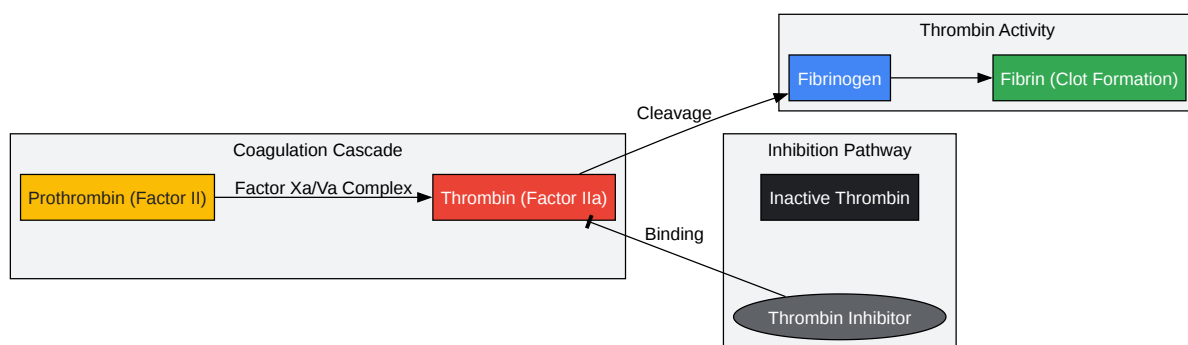 Thrombin Activity
Fibrinogen
Fibrin (Clot Formation)
Cleavage
Coagulation Cascade
Inhibition Pathway
Prothrombin (Factor II)
Factor Xa/Va Complex
Thrombin (Factor IIa)
Inactive Thrombin
Binding
Thrombin Inhibitor